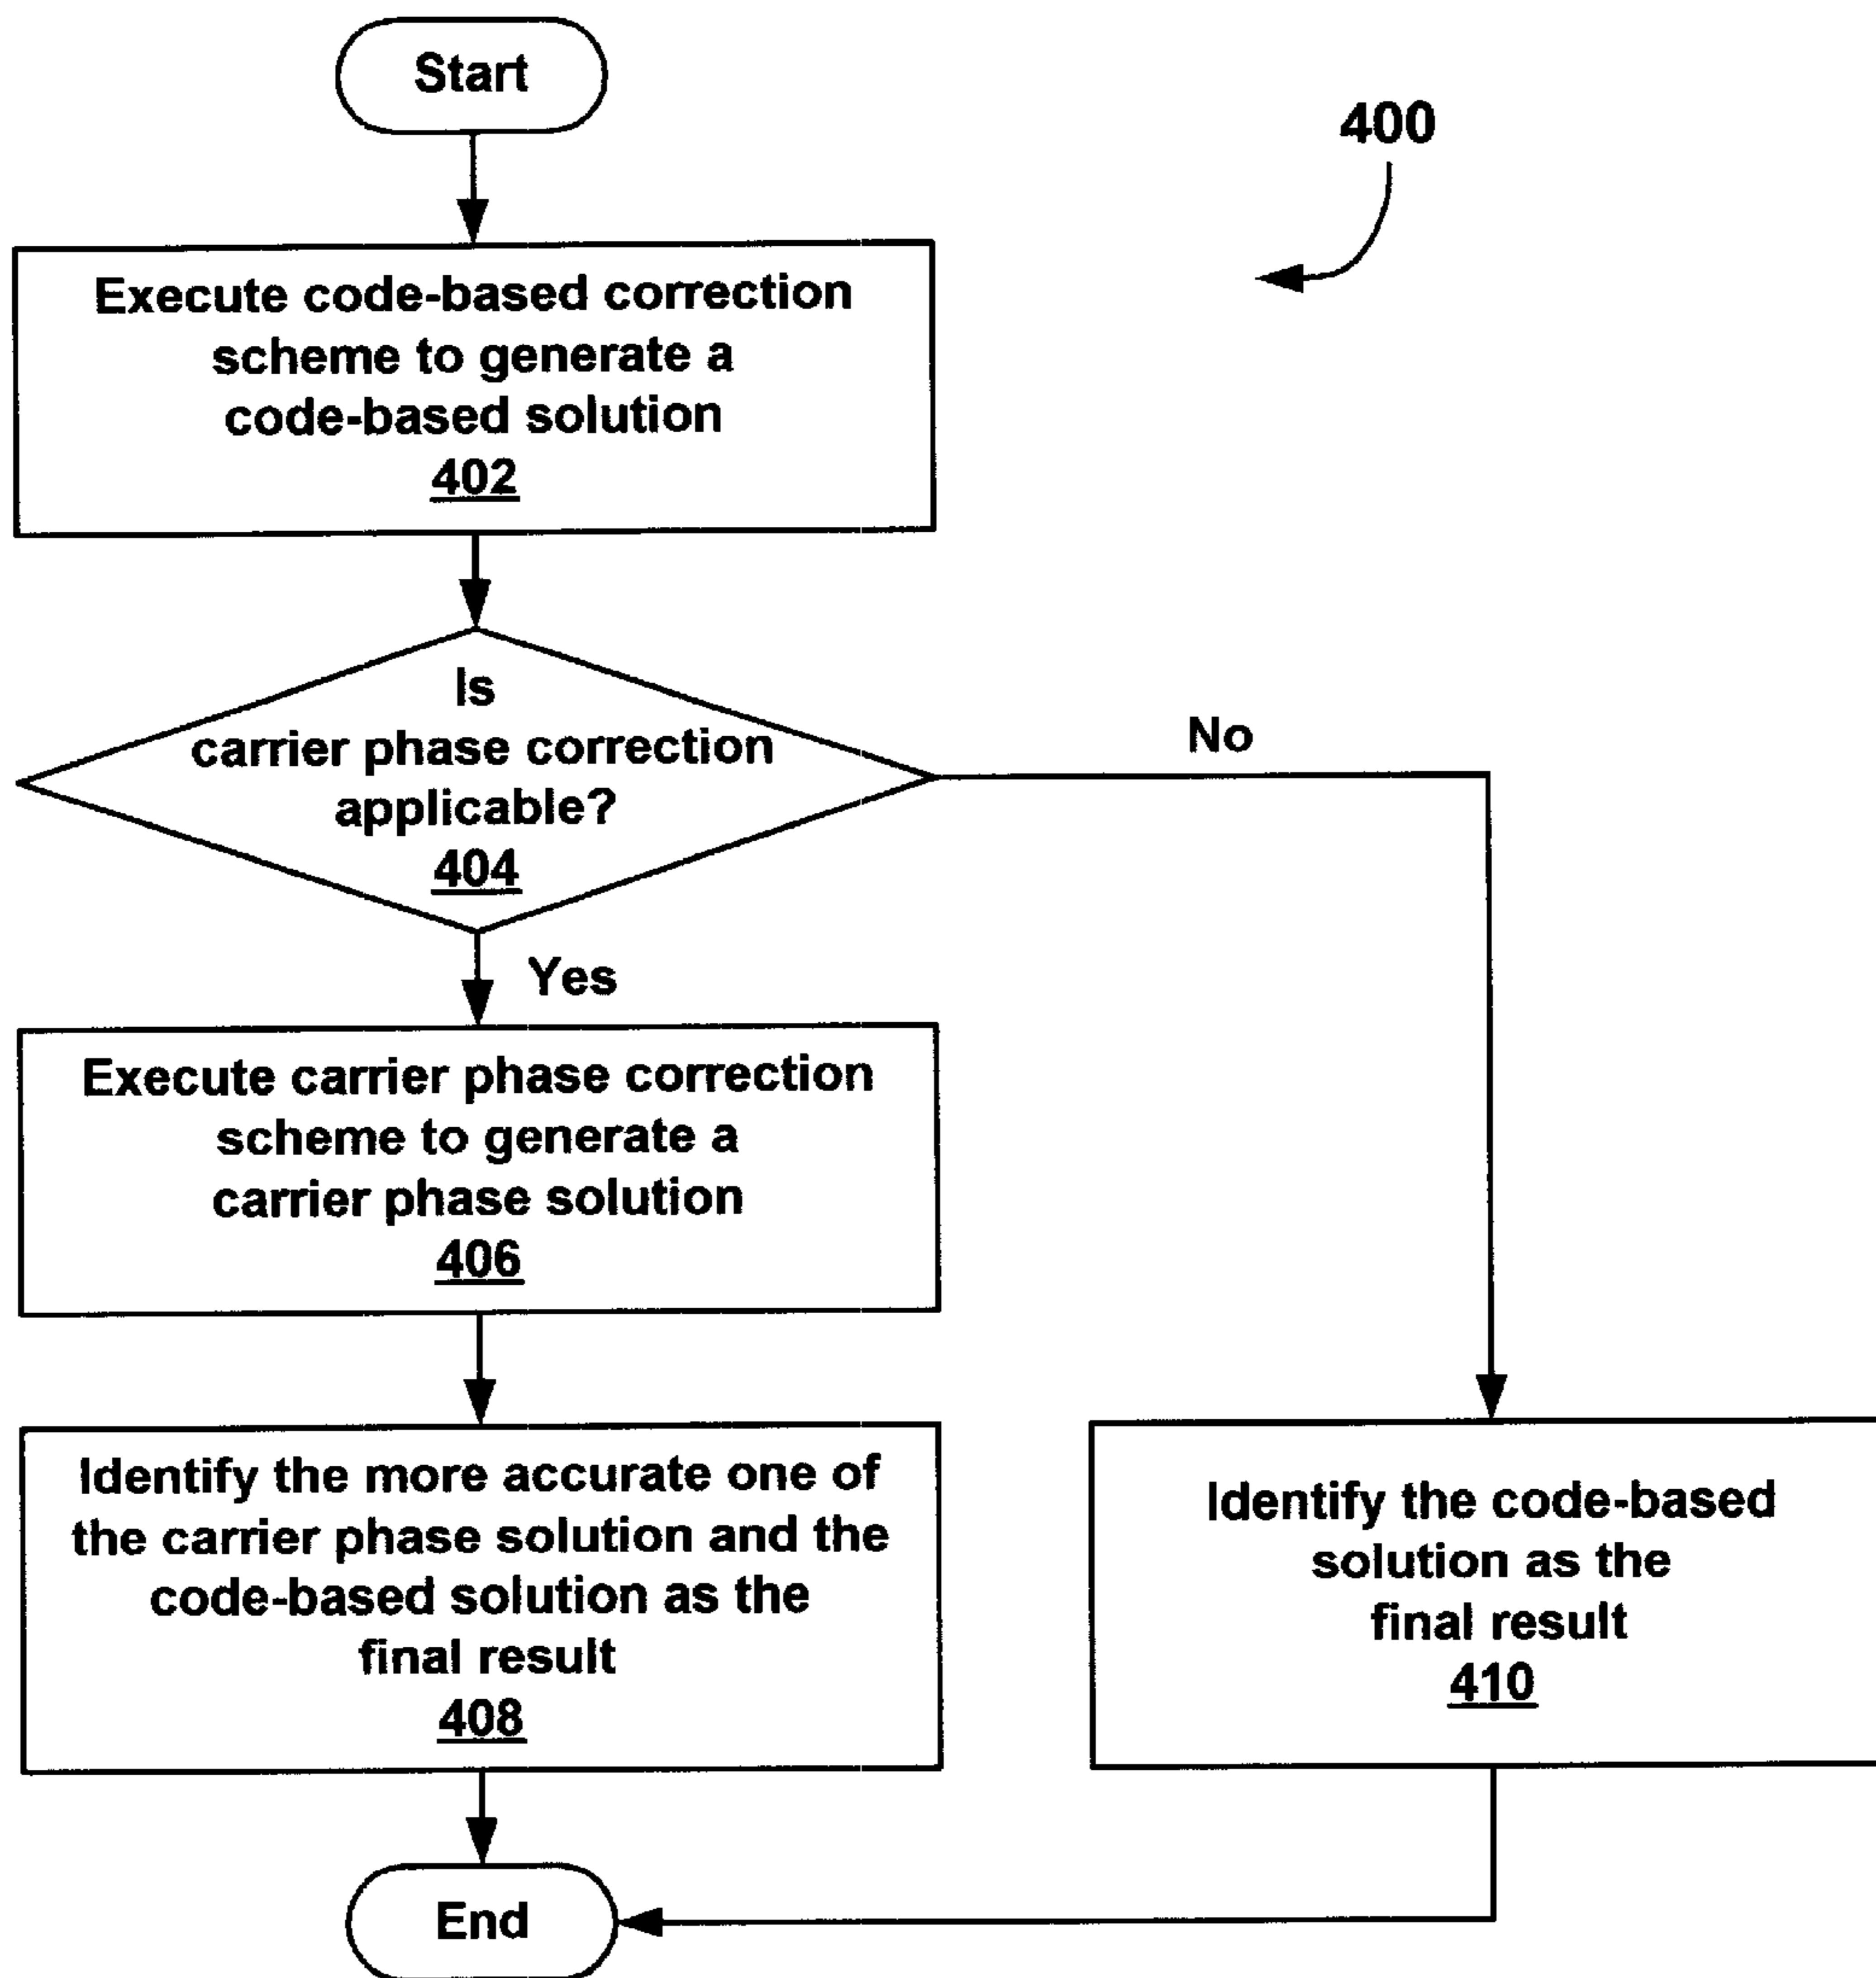 Start
400
Execute code-based correction
scheme to generate a
code-based solution
402
Is
carrier phase correction
applicable?
404
No
Yes
Execute carrier phase correction
scheme to generate a
carrier phase solution
406
Identify the more accurate one of
the carrier phase solution and the
code-based solution as the
final result
408
Identify the code-based
solution as the
final result
410
End